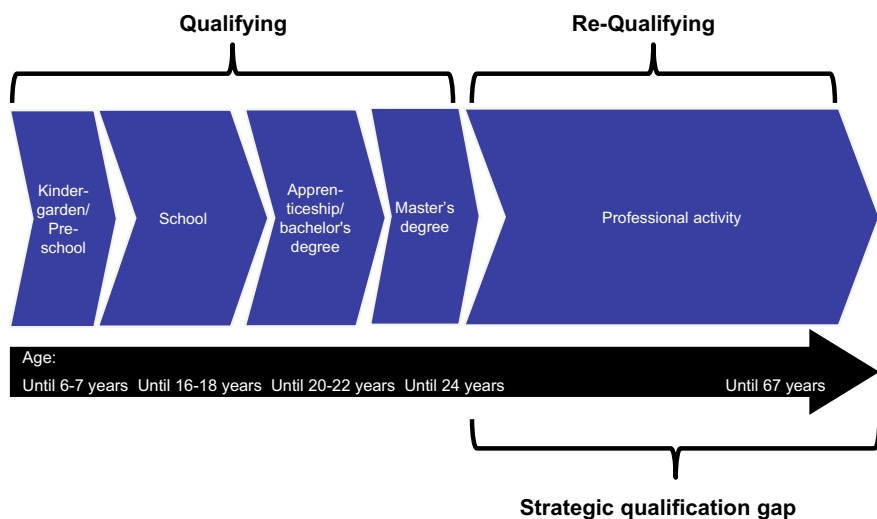 Qualifying
Re-Qualifying
Kinder-
garden/
Pre-
school
School
Appren-
ticeship/
bachelor's
degree
Master's
degree
Professional activity
Age:
Until 6-7 years
Until 16-18 years
Until 20-22 years
Until 24 years
Until 67 years
Strategic qualification gap